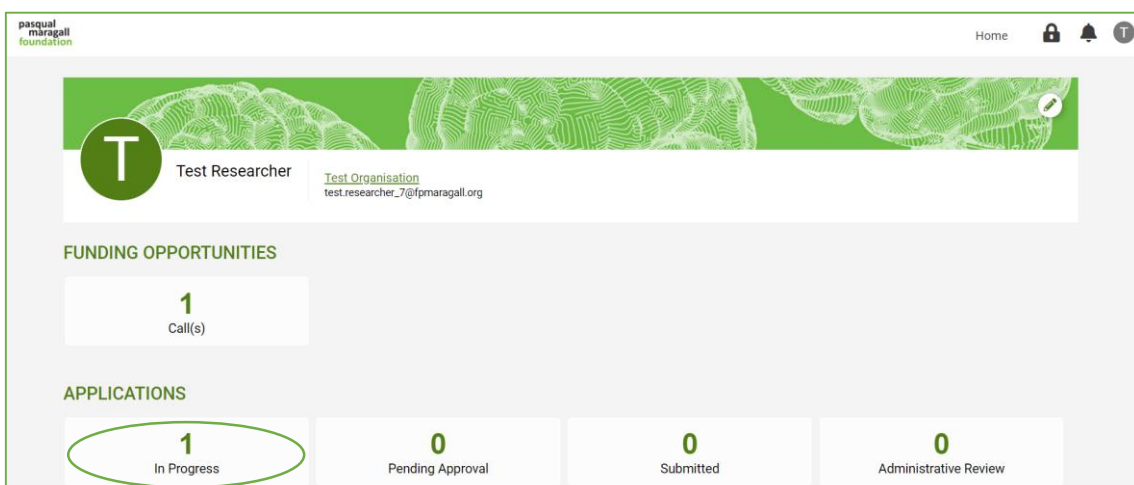 pasqual
maragall
foundation
Home
T
T
Test Researcher
Test Organisation
test.researcher_7@fpmaragall.org
FUNDING OPPORTUNITIES
1
Call(s)
APPLICATIONS
1
In Progress
0
Pending Approval
0
Submitted
0
Administrative Review